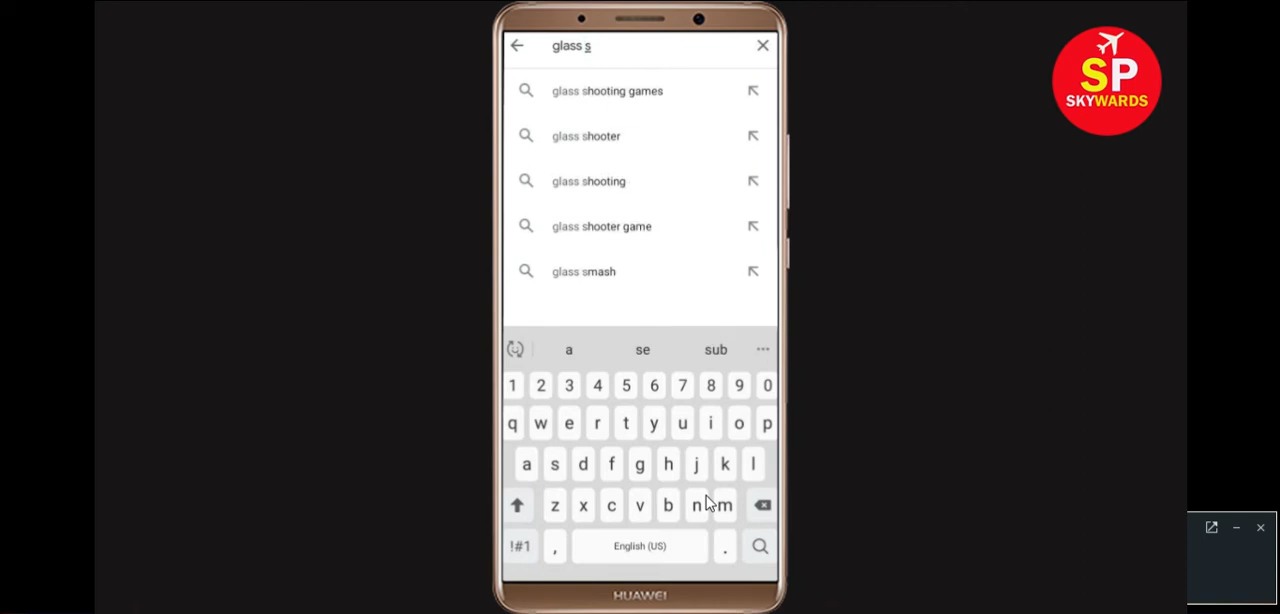 glass s
glass shooting games
glass shooter
glass shooting
glass shooter game
glass smash
a se sub
1 2 3 4 5 6 7 8 9 0
q w e r t y u i o p
a s d f g h j k l
z x c v b n m
!#1 , English (US) .
HUAWEI
SP
SKYWARDS